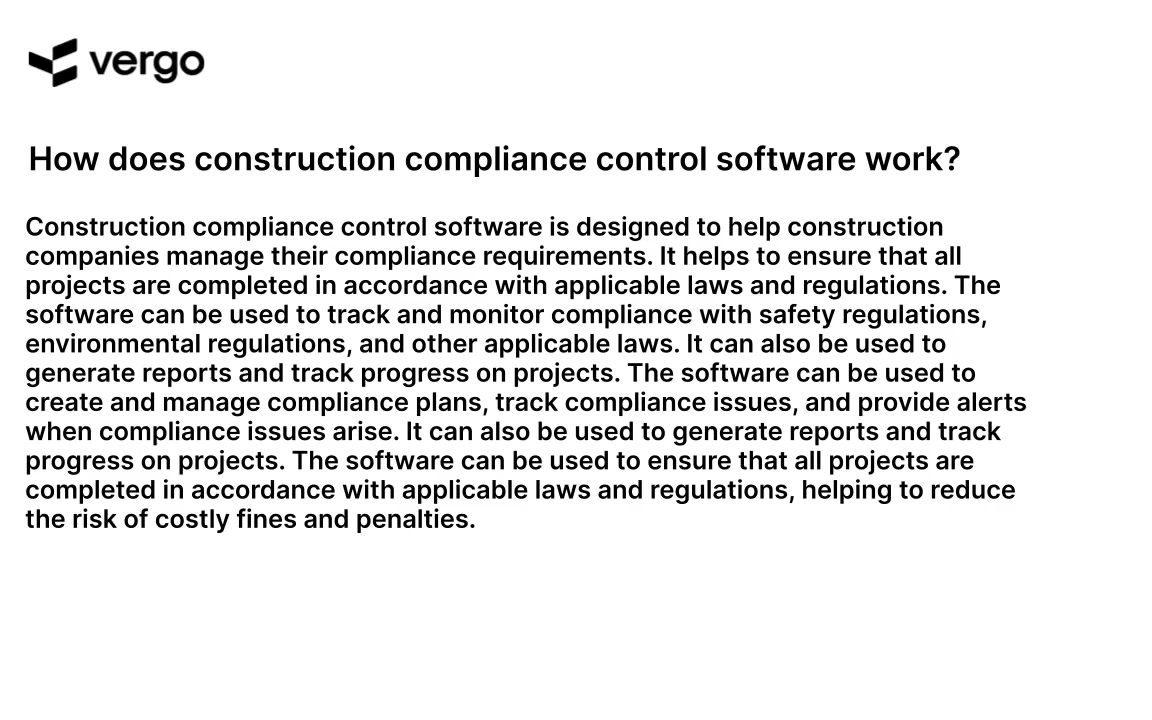 vergo
How does construction compliance control software work?
Construction compliance control software is designed to help construction
companies manage their compliance requirements. It helps to ensure that all
projects are completed in accordance with applicable laws and regulations. The
software can be used to track and monitor compliance with safety regulations,
environmental regulations, and other applicable laws. It can also be used to
generate reports and track progress on projects. The software can be used to
create and manage compliance plans, track compliance issues, and provide alerts
when compliance issues arise. It can also be used to generate reports and track
progress on projects. The software can be used to ensure that all projects are
completed in accordance with applicable laws and regulations, helping to reduce
the risk of costly fines and penalties.